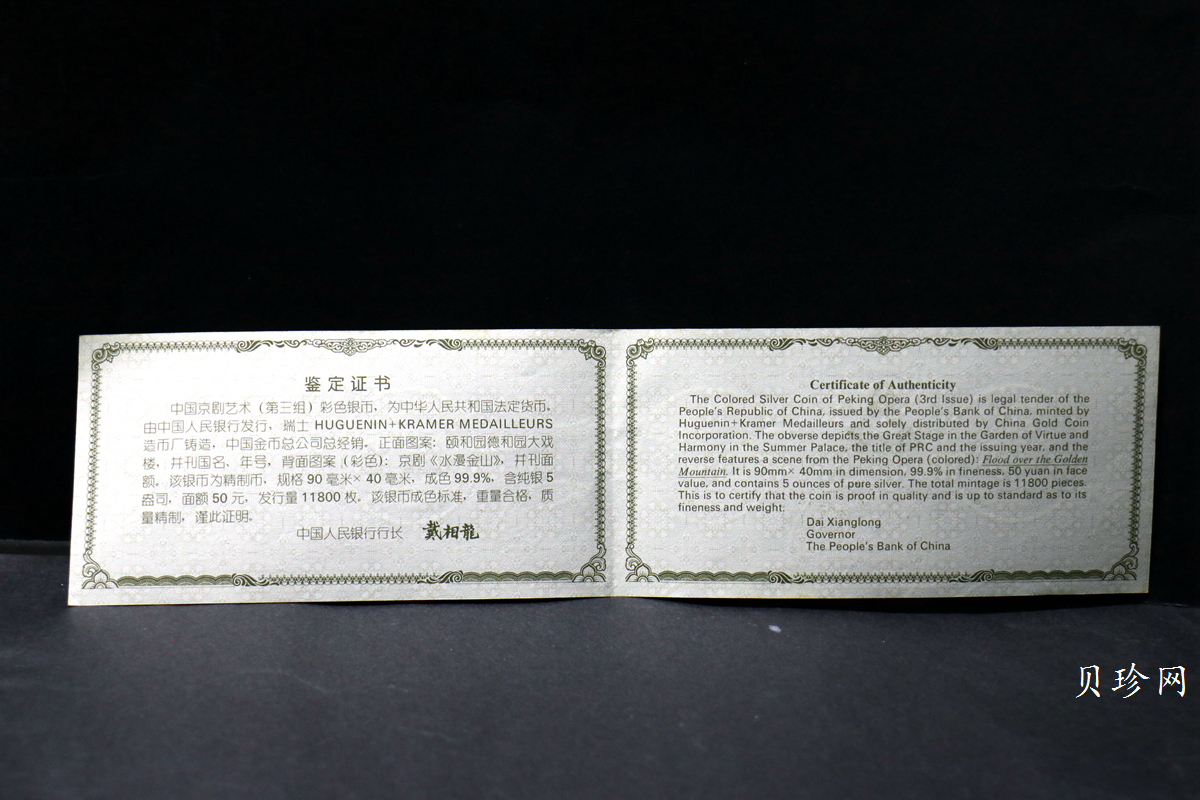 鉴定证书
中国京剧艺术（第三组）彩色银币，为中华人民共和国法定货币，
由中国人民银行发行，瑞士 HUGUENIN+KRAMER MEDAILLEURS
造币厂铸造，中国金币总公司总经销。正面图案：颐和园德和园大戏
楼，并刊国名、年号，背面图案（彩色）：京剧《水漫金山》，并刊面
额。该银币为精制币，规格 90 毫米×40 毫米，成色 99.9%，含纯银 5
盎司，面额 50 元，发行量 11800 枚。该银币成色标准，重量合格，质
量精制，谨此证明。
中国人民银行行长 戴相龍
Certificate of Authenticity
The Colored Silver Coin of Peking Opera (3rd Issue) is legal tender of the
People's Republic of China, issued by the People's Bank of China, minted by
Huguenin+Kramer Medailleurs and solely distributed by China Gold Coin
Incorporation. The obverse depicts the Great Stage in the Garden of Virtue and
Harmony in the Summer Palace, the title of PRC and the issuing year, and the
reverse features a scene from the Peking Opera (colored): Flood over the Golden
Mountain. It is 90mm× 40mm in dimension, 99.9% in fineness, 50 yuan in face
value, and contains 5 ounces of pure silver. The total mintage is 11800 pieces.
This is to certify that the coin is proof in quality and is up to standard as to its
fineness and weight.
Dai Xianglong
Governor
The People's Bank of China
贝珍网